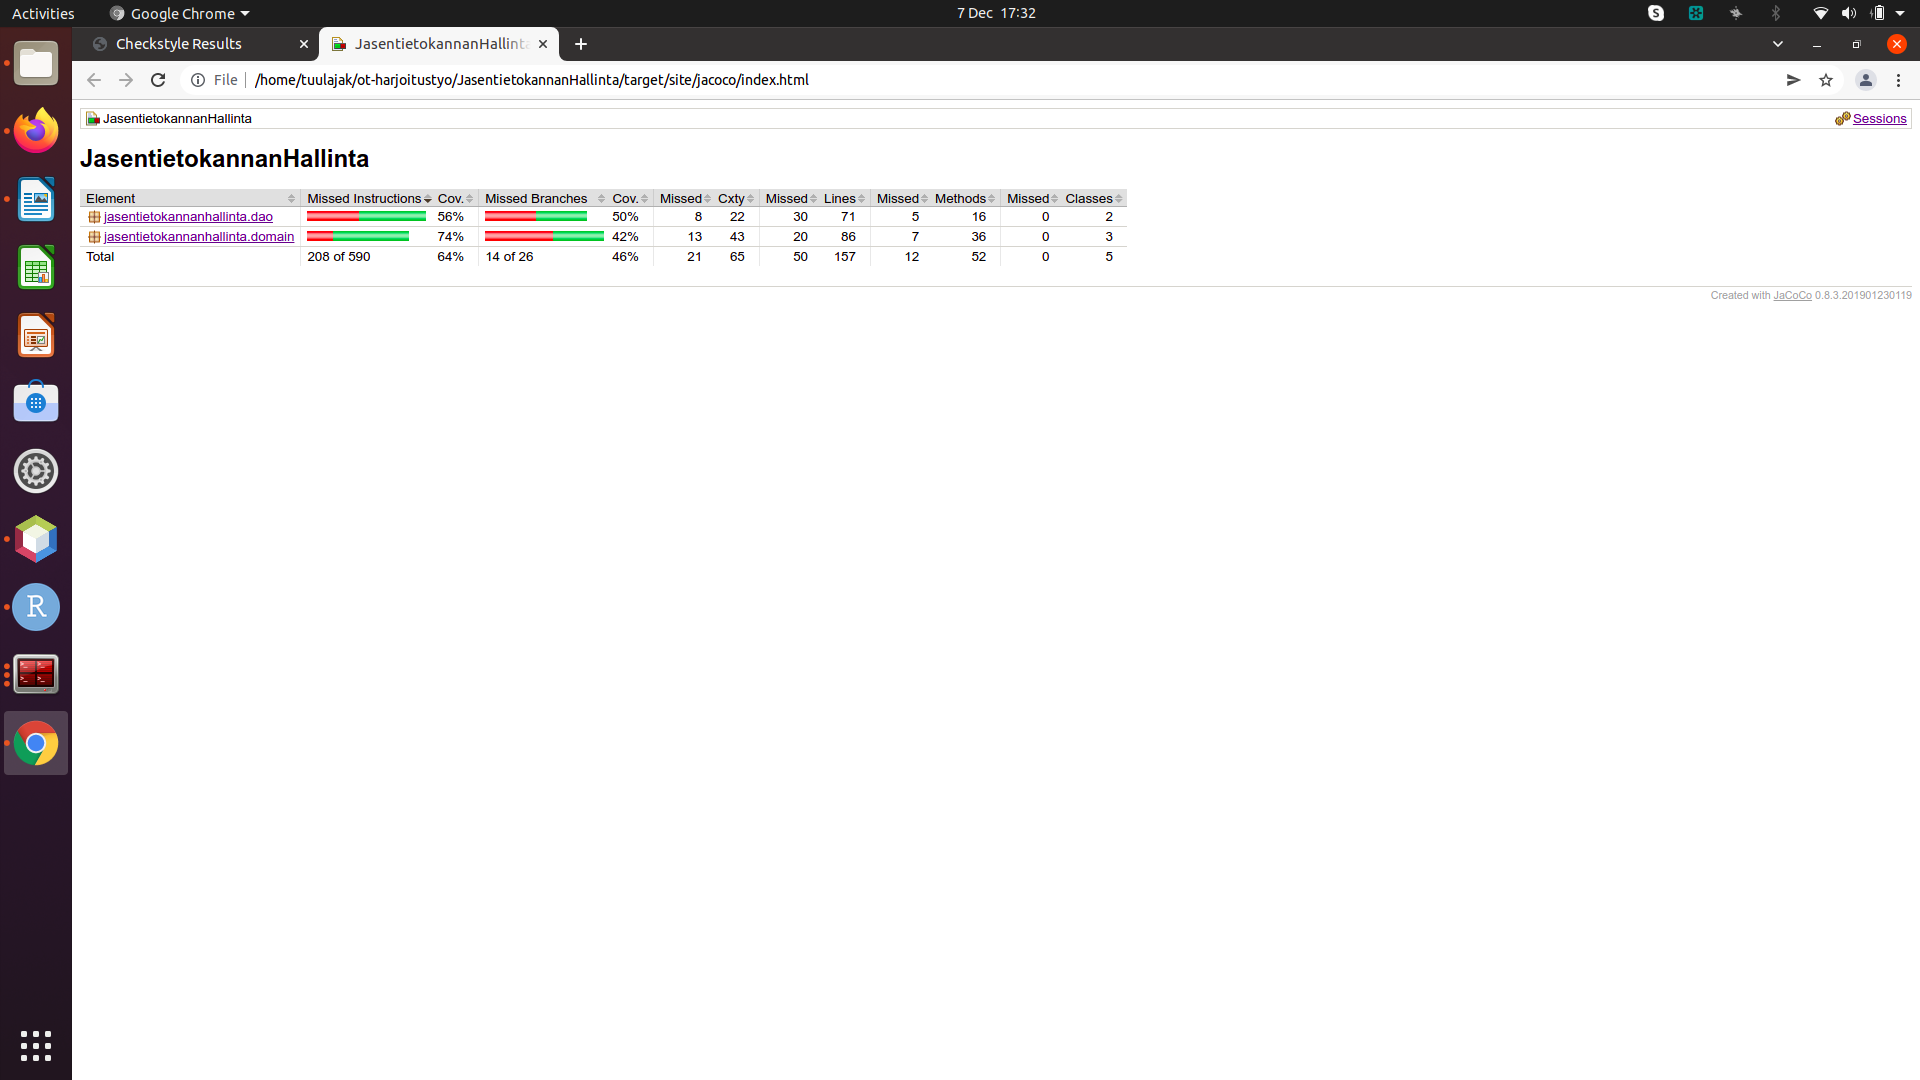 Activities Google Chrome 7 Dec 17:32
Checkstyle Results JasentietokannanHallint
File /home/tuulajak/ot-harjoitustyo/JasentietokannanHallinta/target/site/jacoco/index.html
JasentietokannanHallinta Sessions
JasentietokannanHallinta
Element Missed Instructions Cov. Missed Branches Cov. Missed Cxty Missed Lines Missed Methods Missed Classes
jasentietokannanhallinta.dao 56% 50% 8 22 30 71 5 16 0 2
jasentietokannanhallinta.domain 74% 42% 13 43 20 86 7 36 0 3
Total 208 of 590 64% 14 of 26 46% 21 65 50 157 12 52 0 5
Created with JaCoCo 0.8.3.201901230119
R